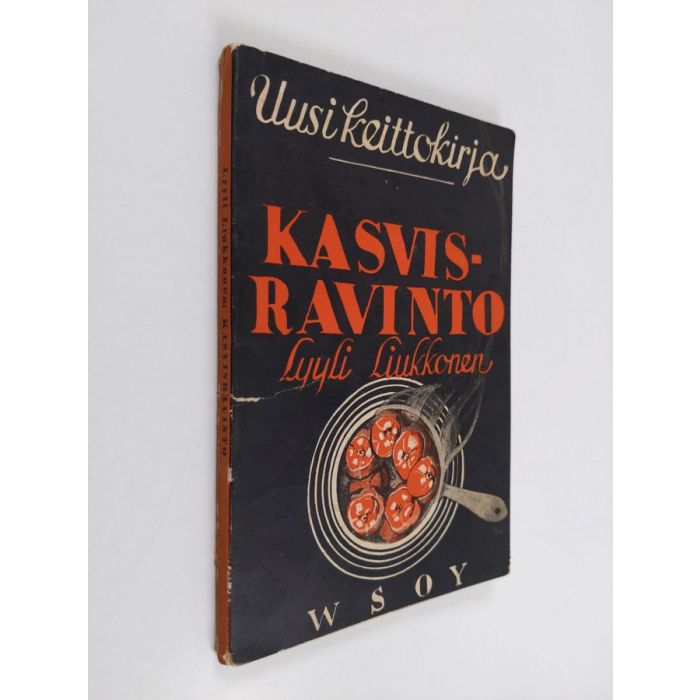 Uusi keittokirja
KASVIS-
RAVINTO
Lyyli Liukkonen
WSOY
Lyyli Liukkonen: KASVISRAVINTO